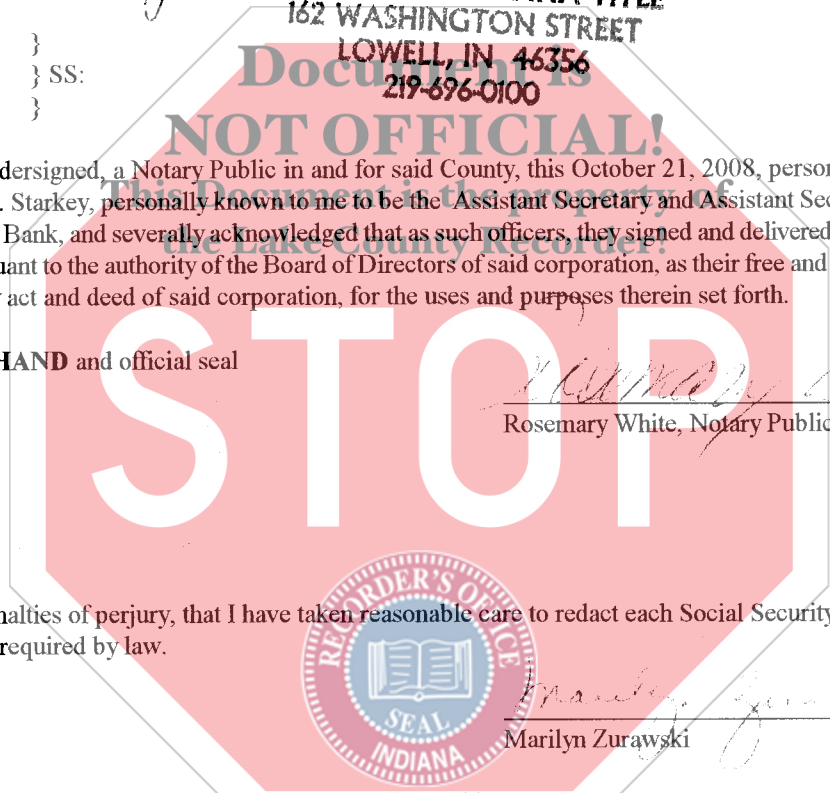 TITLE
162 WASHINGTON STREET
LOWELL, IN 46356
219-696-0100
}
} SS:
}
Document is
NOT OFFICIAL!
This Document is the property of
the Lake County Recorder!
dersigned, a Notary Public in and for said County, this October 21, 2008, person
. Starkey, personally known to me to be the Assistant Secretary and Assistant Sec
Bank, and severally acknowledged that as such officers, they signed and delivered
uant to the authority of the Board of Directors of said corporation, as their free and
act and deed of said corporation, for the uses and purposes therein set forth.
HAND and official seal
STOP
Rosemary
Rosemary White, Notary Public
nalties of perjury, that I have taken reasonable care to redact each Social Security
required by law.
RECORDER'S OFFICE
SEAL
INDIANA
Marilyn
Marilyn Zurawski